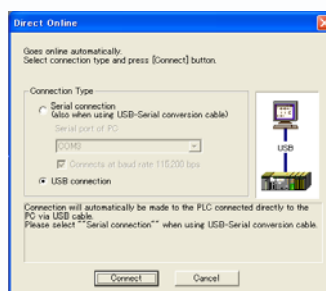 Direct Online
Goes online automatically.
Select connection type and press [Connect] button.
Connection Type
Serial connection
(also when using USB-Serial conversion cable)
Serial port of PC
COM3
Connects at baud rate 115200 bps
USB connection
USB
Connection will automatically be made to the PLC connected directly to the
PC via USB cable.
Please select ""Serial connection"" when using USB-Serial conversion cable.
Connect
Cancel